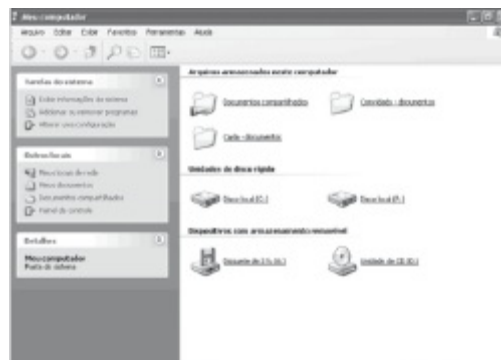 Meu computador
Arquivo Editar Exibir Favoritos Ferramentas Ajuda
Tarefas do sistema
Exibir informações do sistema
Adicionar ou remover programas
Alterar uma configuração
Outros locais
Meus locais de rede
Meus documentos
Documentos compartilhados
Painel de controle
Detalhes
Meu computador
Pasta do sistema
Arquivos armazenados neste computador
Documentos compartilhados
Convidado - documentos
documentos
Unidades de disco rígido
Disco local (C:)
Disco local (F:)
Dispositivos com armazenamento removível
Disquete de 3½ (A:)
Unidade de CD (D:)